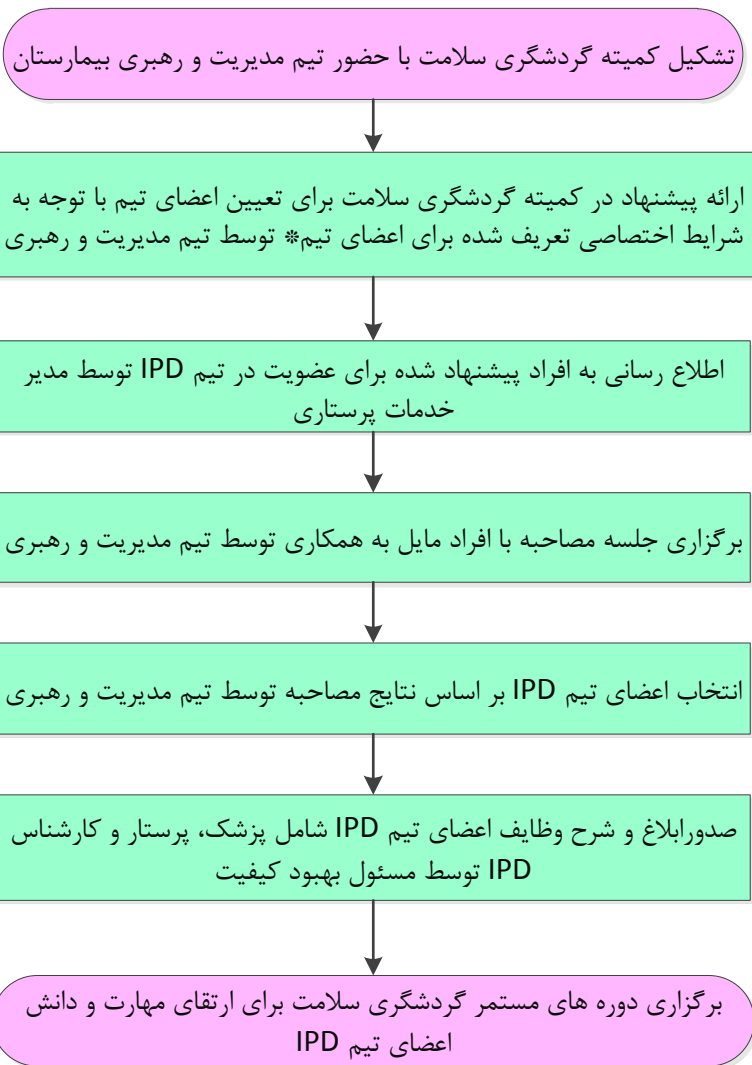 تشکیل کمیته گردشگری سلامت با حضور تیم مدیریت و رهبری بیمارستان
ارائه پیشنهاد در کمیته گردشگری سلامت برای تعیین اعضای تیم با توجه به
شرایط اختصاصی تعریف شده برای اعضای تیم* توسط تیم مدیریت و رهبری
اطلاع رسانی به افراد پیشنهاد شده برای عضویت در تیم IPD توسط مدیر
خدمات پرستاری
برگزاری جلسه مصاحبه با افراد مایل به همکاری توسط تیم مدیریت و رهبری
انتخاب اعضای تیم IPD بر اساس نتایج مصاحبه توسط تیم مدیریت و رهبری
صدورابلاغ و شرح وظایف اعضای تیم IPD شامل پزشک، پرستار و کارشناس
IPD توسط مسئول بهبود کیفیت
برگزاری دوره های مستمر گردشگری سلامت برای ارتقای مهارت و دانش
اعضای تیم IPD